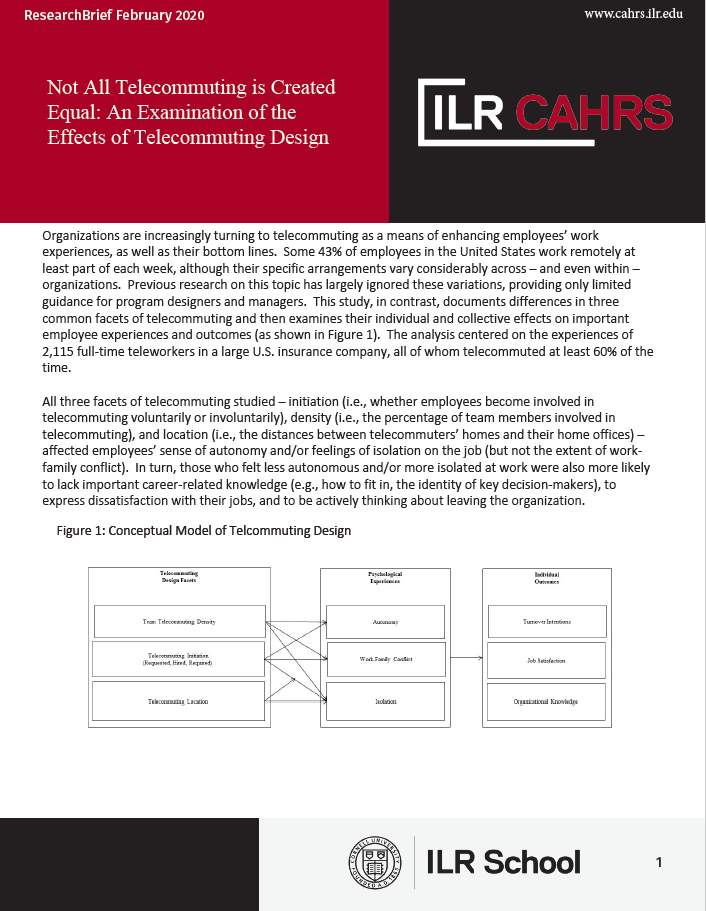 ResearchBrief February 2020
www.cahrs.ilr.edu
Not All Telecommuting is Created
Equal: An Examination of the
Effects of Telecommuting Design
ILR CAHRS
Organizations are increasingly turning to telecommuting as a means of enhancing employees’ work
experiences, as well as their bottom lines.  Some 43% of employees in the United States work remotely at
least part of each week, although their specific arrangements vary considerably across – and even within –
organizations.  Previous research on this topic has largely ignored these variations, providing only limited
guidance for program designers and managers.  This study, in contrast, documents differences in three
common facets of telecommuting and then examines their individual and collective effects on important
employee experiences and outcomes (as shown in Figure 1).  The analysis centered on the experiences of
2,115 full-time teleworkers in a large U.S. insurance company, all of whom telecommuted at least 60% of the
time.
All three facets of telecommuting studied – initiation (i.e., whether employees become involved in
telecommuting voluntarily or involuntarily), density (i.e., the percentage of team members involved in
telecommuting), and location (i.e., the distances between telecommuters’ homes and their home offices) –
affected employees’ sense of autonomy and/or feelings of isolation on the job (but not the extent of work-
family conflict).  In turn, those who felt less autonomous and/or more isolated at work were also more likely
to lack important career-related knowledge (e.g., how to fit in, the identity of key decision-makers), to
express dissatisfaction with their jobs, and to be actively thinking about leaving the organization.
Figure 1: Conceptual Model of Telcommuting Design
Telecommuting
Design Facets
Team Telecommuting Density
Telecommuting Initiation
(Requested, Hired, Required)
Telecommuting Location
Psychological
Experiences
Autonomy
Work-Family Conflict
Isolation
Individual
Outcomes
Turnover Intentions
Job Satisfaction
Organizational Knowledge
CORNELL UNIVERSITY
FOUNDED A.D. 1865
ILR School
1